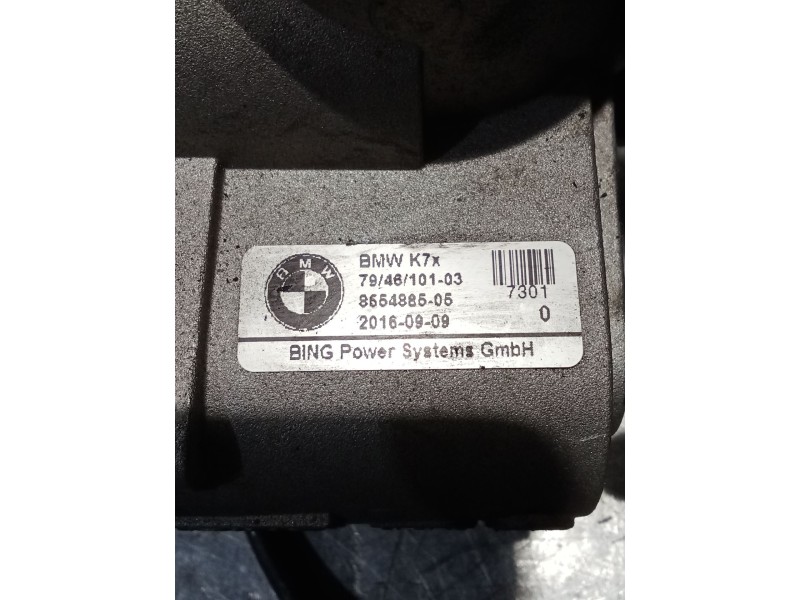 BMW
BMW K7x
79/46/101-03
8554885-05
2016-09-09
7301
0
BING Power Systems GmbH